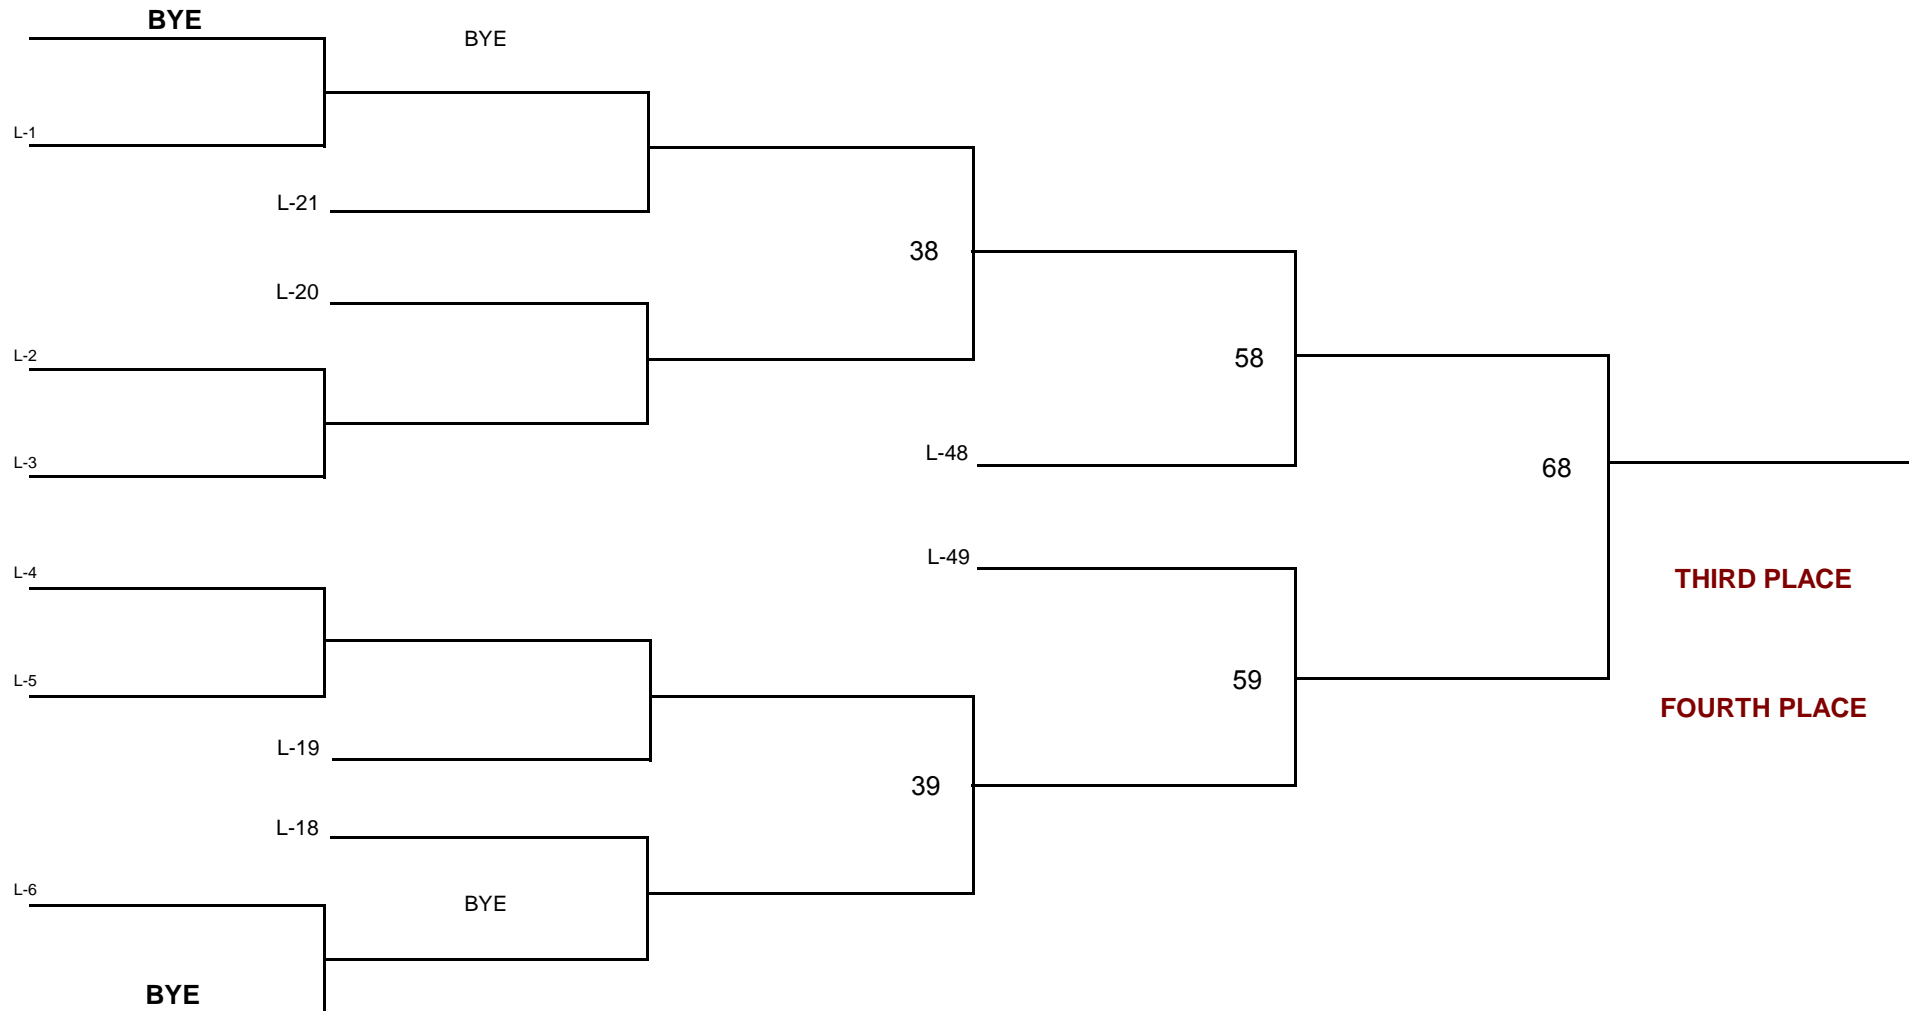 BYE
BYE
L-1
L-21
38
L-20
L-2
58
L-48
L-3
68
L-49
L-4
THIRD PLACE
L-5
59
FOURTH PLACE
L-19
39
L-18
L-6
BYE
BYE